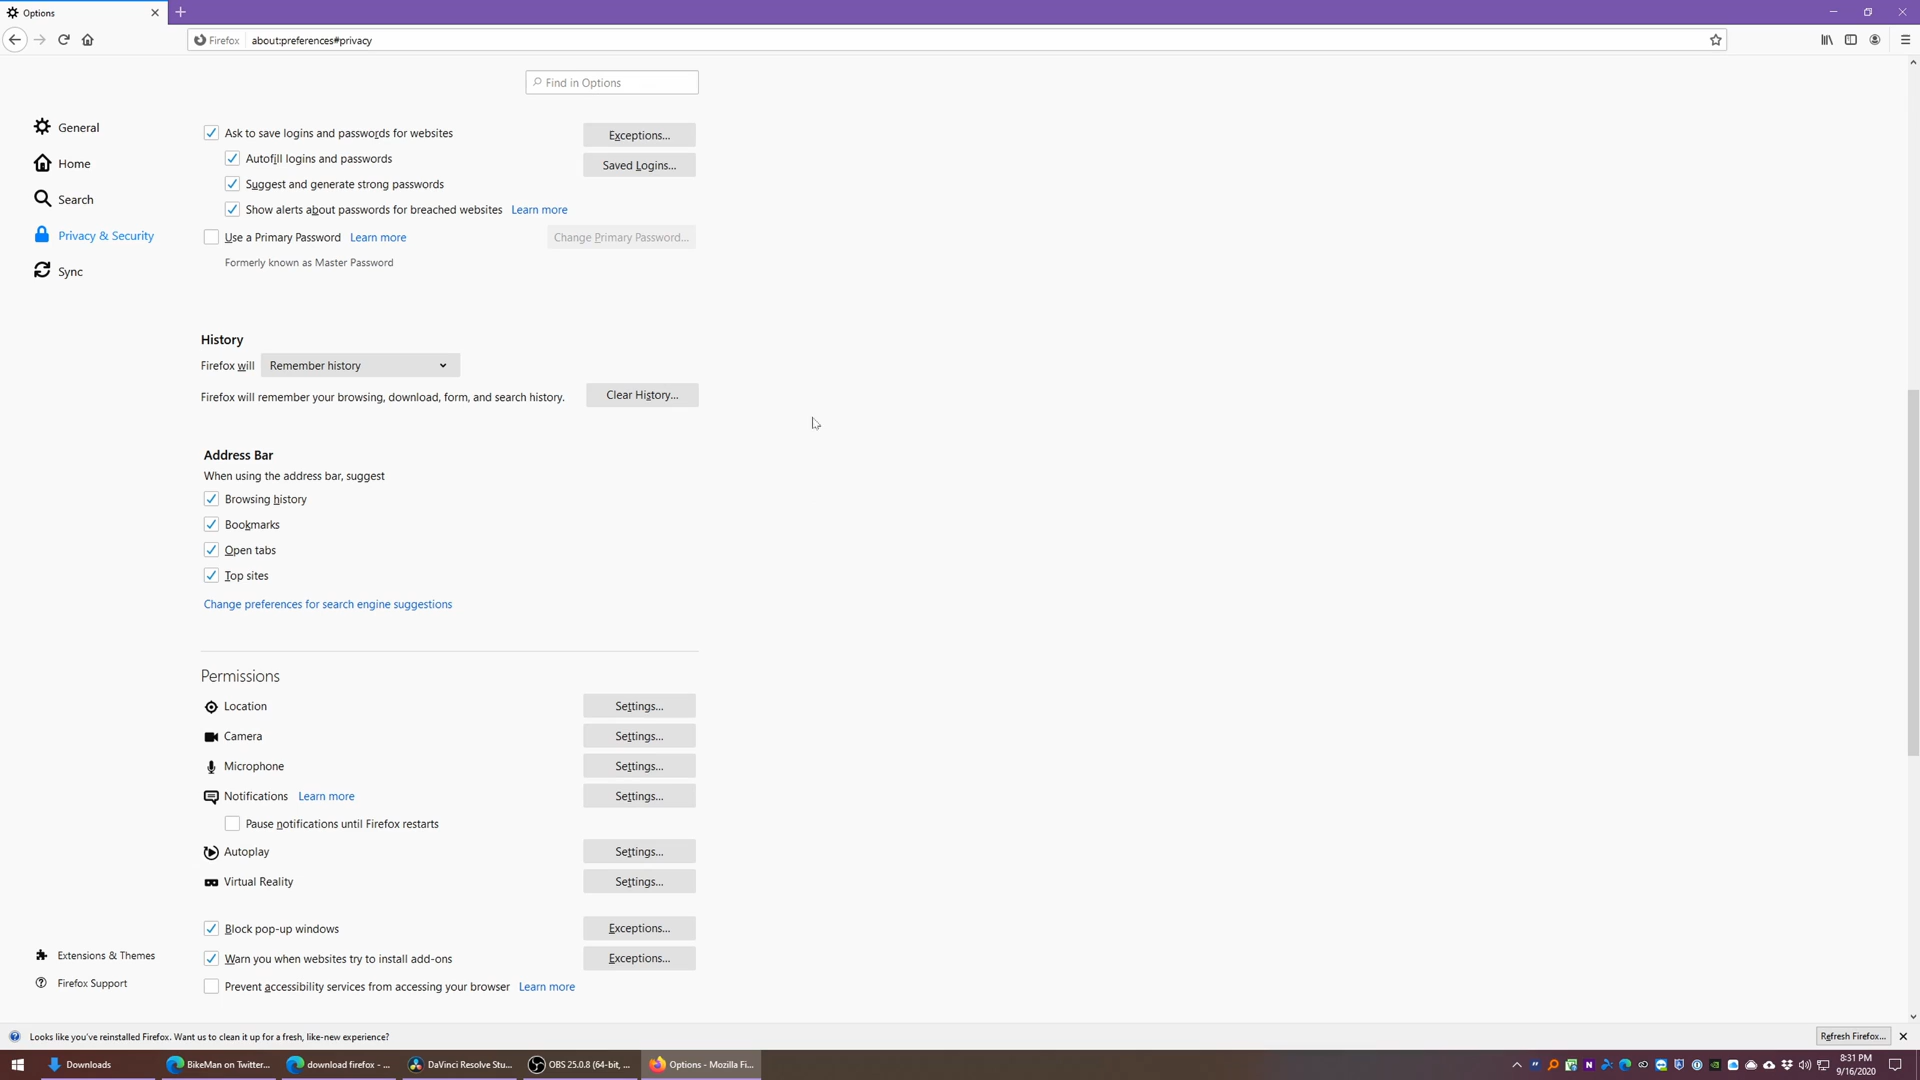 Options
Firefox
about:preferences#privacy
Find in Options
General
Home
Search
Privacy & Security
Sync
Ask to save logins and passwords for websites
Exceptions...
Autofill logins and passwords
Saved Logins...
Suggest and generate strong passwords
Show alerts about passwords for breached websites Learn more
Use a Primary Password Learn more
Change Primary Password...
Formerly known as Master Password
History
Firefox will Remember history
Firefox will remember your browsing, download, form, and search history.
Clear History...
Address Bar
When using the address bar, suggest
Browsing history
Bookmarks
Open tabs
Top sites
Change preferences for search engine suggestions
Permissions
Location Settings...
Camera Settings...
Microphone Settings...
Notifications Learn more Settings...
Pause notifications until Firefox restarts
Autoplay Settings...
Virtual Reality Settings...
Block pop-up windows Exceptions...
Warn you when websites try to install add-ons Exceptions...
Prevent accessibility services from accessing your browser Learn more
Extensions & Themes
Firefox Support
Looks like you've reinstalled Firefox. Want us to clean it up for a fresh, like-new experience?
Refresh Firefox...
Downloads
BikeMan on Twitter...
download firefox - ...
DaVinci Resolve Stu...
OBS 25.0.8 (64-bit, ...
Options - Mozilla Fi...
8:31 PM
9/16/2020